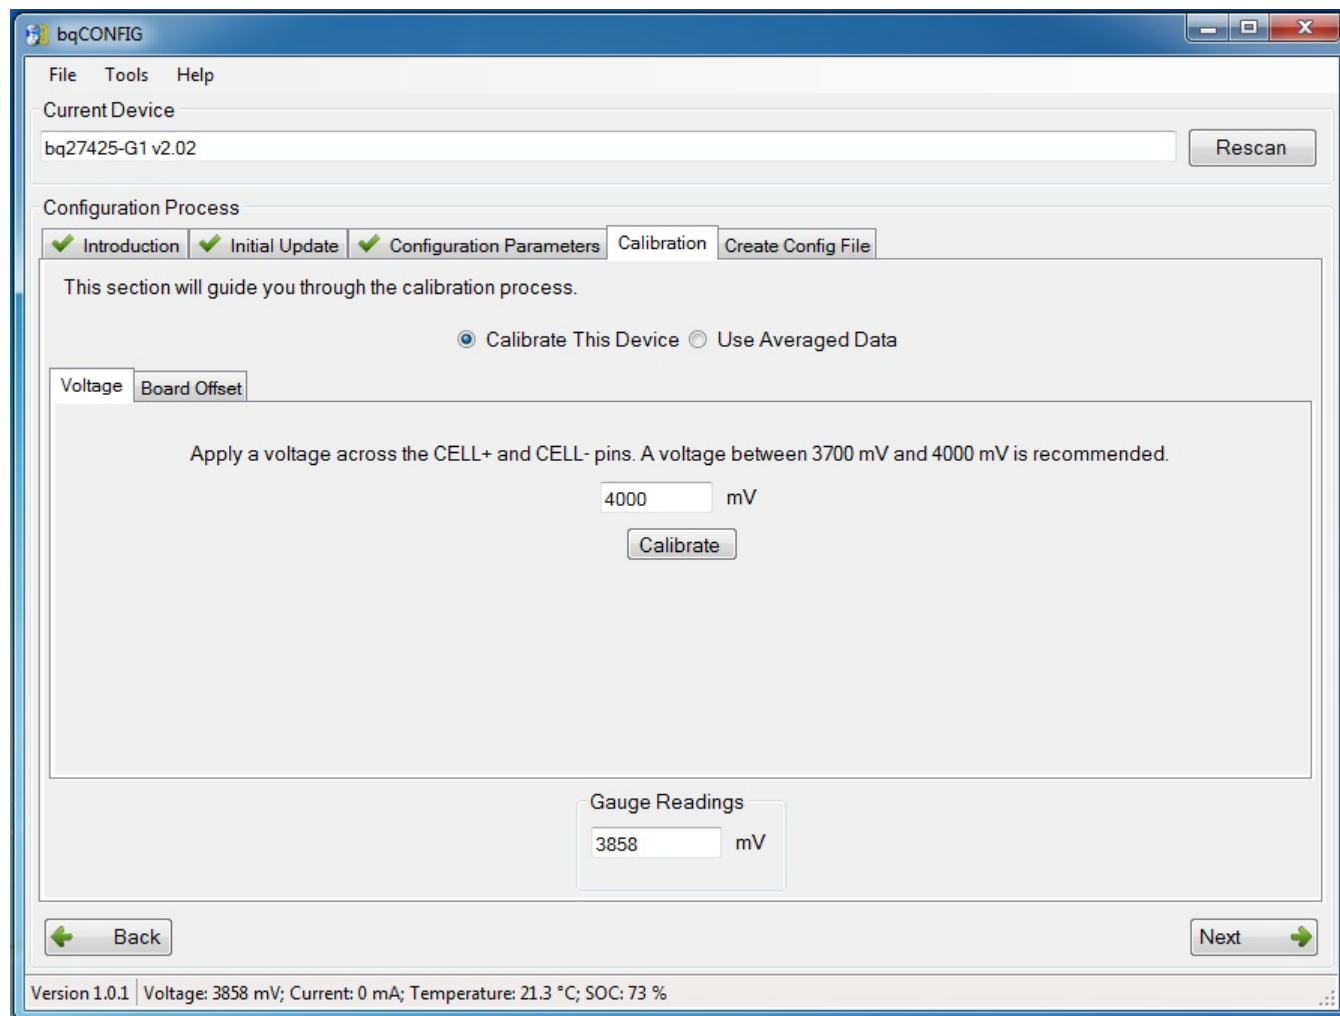 bqCONFIG
File Tools Help
Current Device
bq27425-G1 v2.02
Rescan
Configuration Process
Introduction Initial Update Configuration Parameters Calibration Create Config File
This section will guide you through the calibration process.
Calibrate This Device Use Averaged Data
Voltage Board Offset
Apply a voltage across the CELL+ and CELL- pins. A voltage between 3700 mV and 4000 mV is recommended.
4000 mV
Calibrate
Gauge Readings
3858 mV
Back Next
Version 1.0.1 Voltage: 3858 mV; Current: 0 mA; Temperature: 21.3 °C; SOC: 73 %